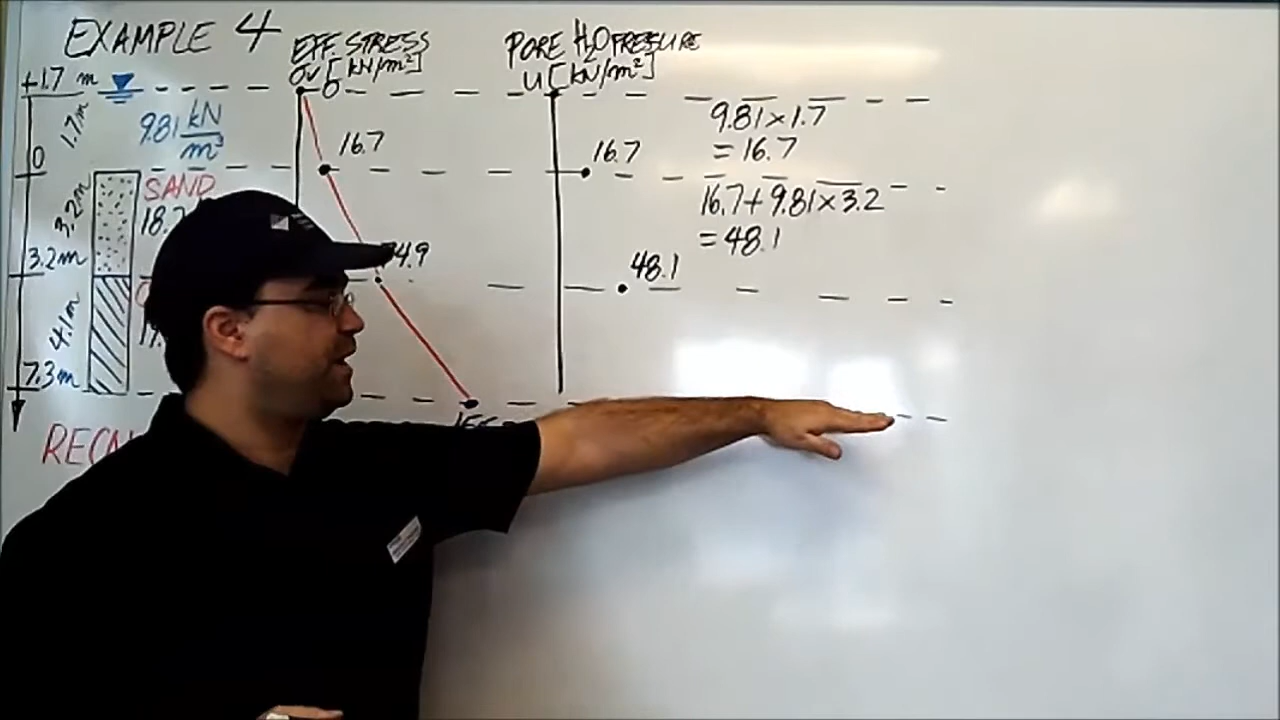 EXAMPLE 4
EFF. STRESS
σv [kN/m²]
PORE H₂O PRESSURE
u [kN/m²]
+1.7 m
0
1.7m
9.81 kN/m³
0
16.7
16.7
9.81×1.7
= 16.7
SAND
3.2m
18.7
16.7+9.81×3.2
= 48.1
3.2m
48.1
4.1m
7.3m